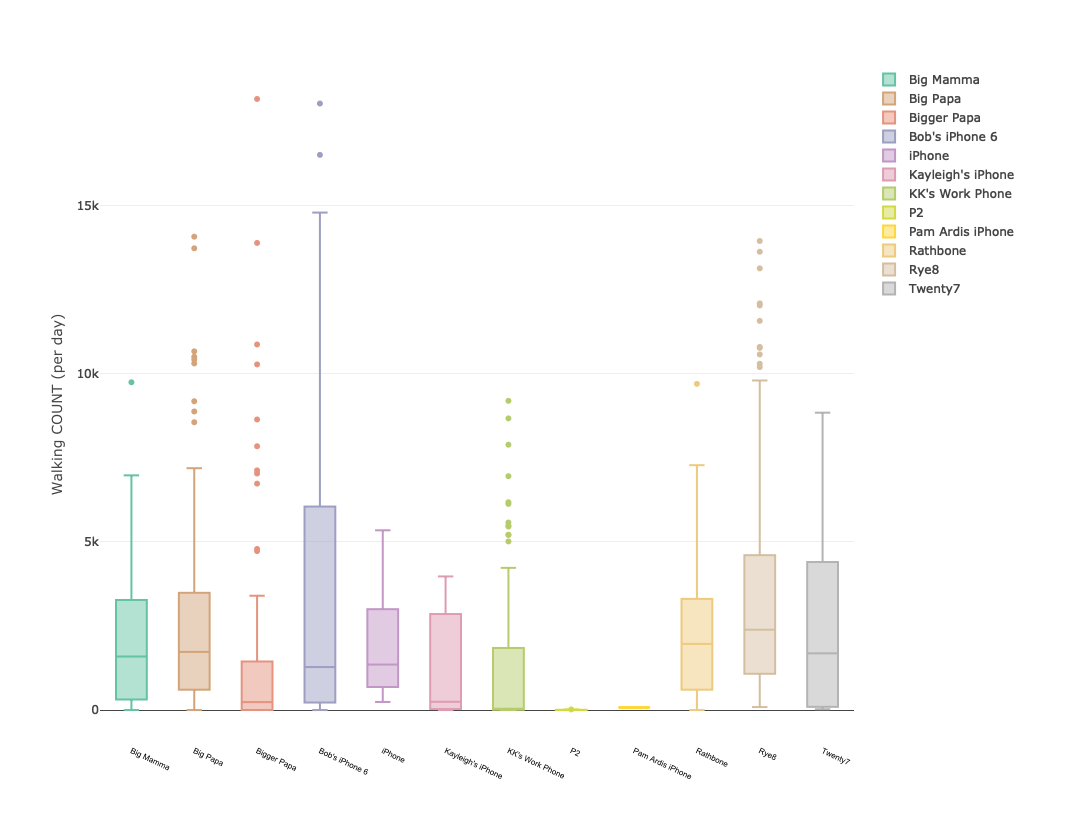 Big Mamma
Big Papa
Bigger Papa
Bob's iPhone 6
iPhone
Kayleigh's iPhone
KK's Work Phone
P2
Pam Ardis iPhone
Rathbone
Rye8
Twenty7
Walking COUNT (per day)
15k
10k
5k
0
Big Mamma
Big Papa
Bigger Papa
Bob's iPhone 6
iPhone
Kayleigh's iPhone
KK's Work Phone
P2
Pam Ardis iPhone
Rathbone
Rye8
Twenty7